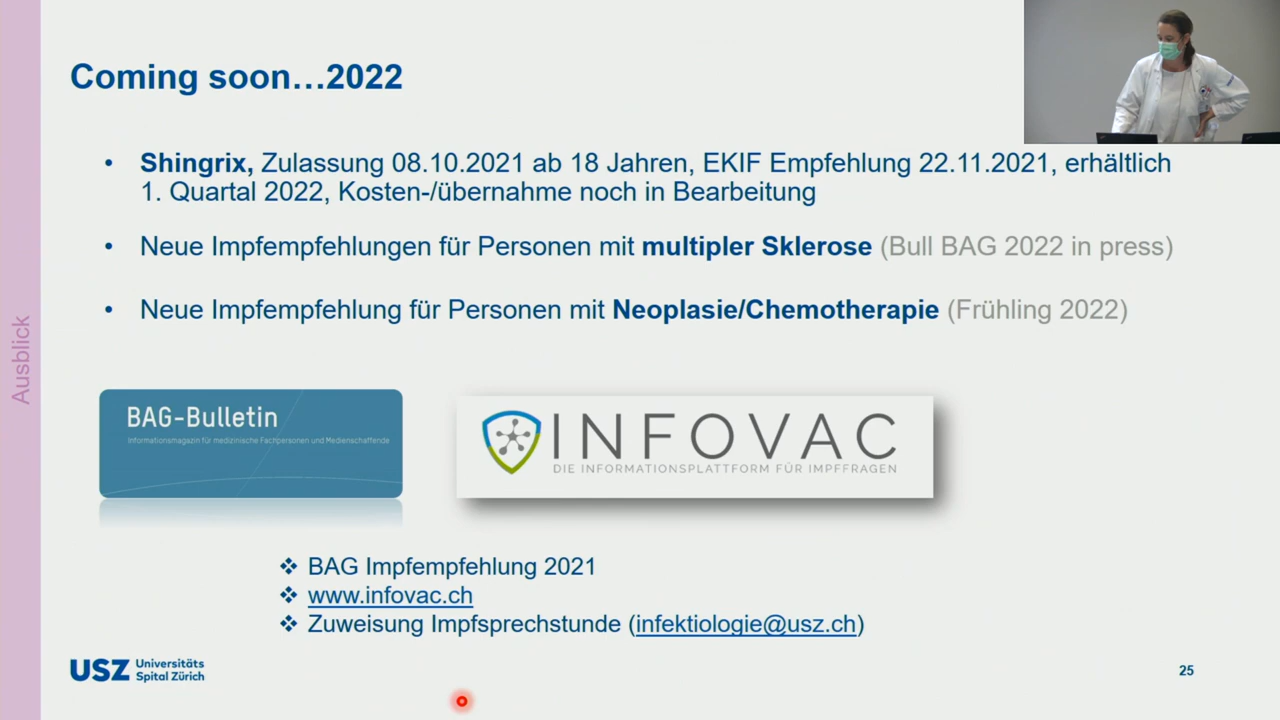 Coming soon…2022
• Shingrix, Zulassung 08.10.2021 ab 18 Jahren, EKIF Empfehlung 22.11.2021, erhältlich
1. Quartal 2022, Kosten-/übernahme noch in Bearbeitung
• Neue Impfempfehlungen für Personen mit multipler Sklerose (Bull BAG 2022 in press)
• Neue Impfempfehlung für Personen mit Neoplasie/Chemotherapie (Frühling 2022)
Ausblick
BAG-Bulletin
Informationsmagazin für medizinische Fachpersonen und Medienschaffende
INFOVAC
DIE INFORMATIONSPLATTFORM FÜR IMPFFRAGEN
❖ BAG Impfempfehlung 2021
❖ www.infovac.ch
❖ Zuweisung Impfsprechstunde (infektiologie@usz.ch)
USZ Universitäts
Spital Zürich
25